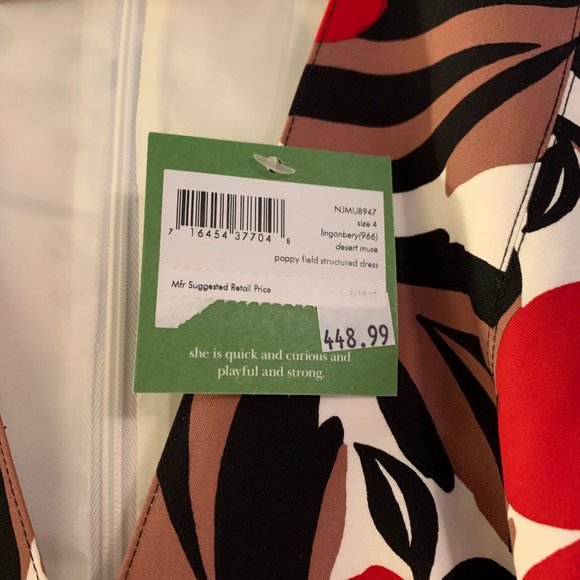 NJMU8947
size 4
lingonbery(966)
desert muse
poppy field structured dress
7 16454 37704 8
Mfr Suggested Retail Price
448.99
she is quick and curious and
playful and strong.